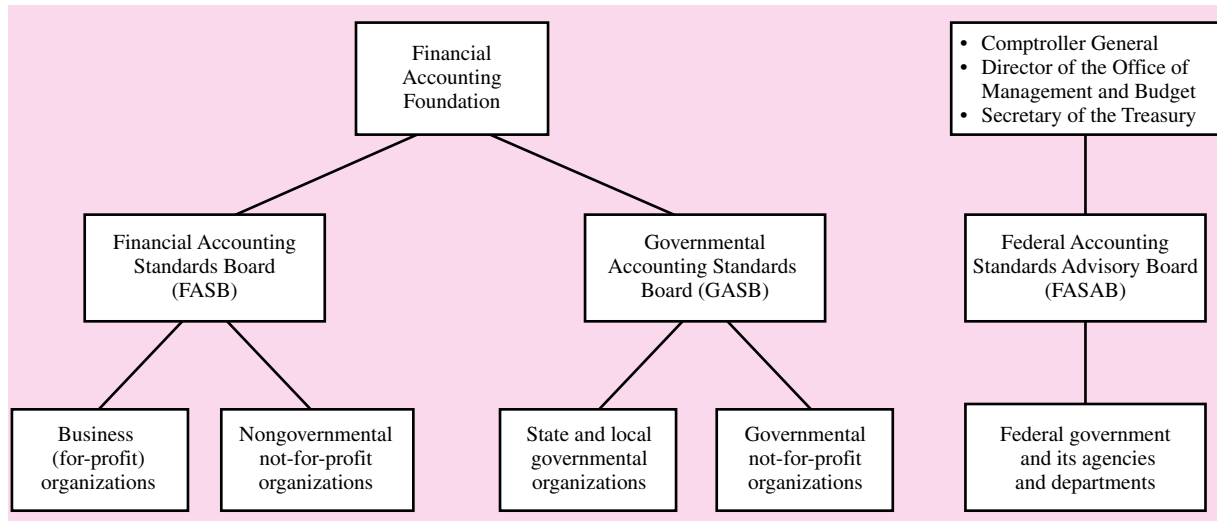 Financial
Accounting
Foundation
• Comptroller General
• Director of the Office of
Management and Budget
• Secretary of the Treasury
Financial Accounting
Standards Board
(FASB)
Governmental
Accounting Standards
Board (GASB)
Federal Accounting
Standards Advisory Board
(FASAB)
Business
(for-profit)
organizations
Nongovernmental
not-for-profit
organizations
State and local
governmental
organizations
Governmental
not-for-profit
organizations
Federal government
and its agencies
and departments